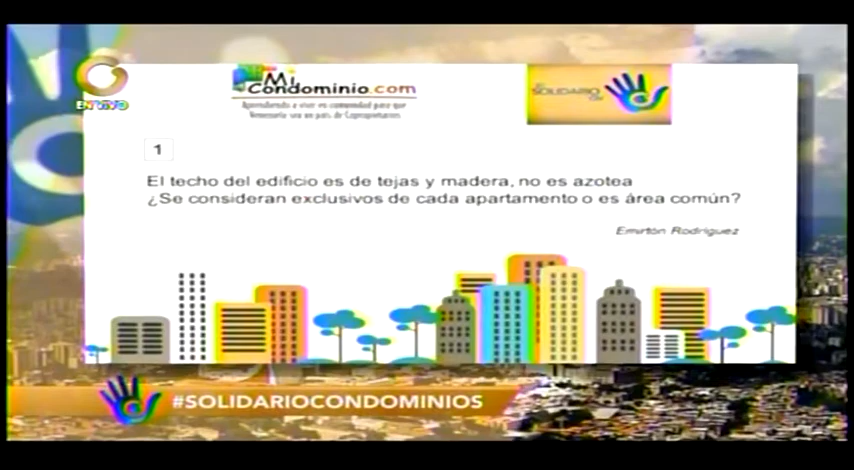 EN VIVO
Mi
Condominio.com
Aprendiendo a vivir en comunidad para que
Venezuela sea un país de Copropietarios
SOLIDARIO
1
El techo del edificio es de tejas y madera, no es azotea
¿Se consideran exclusivos de cada apartamento o es área común?
Emirtón Rodríguez
#SOLIDARIOCONDOMINIOS